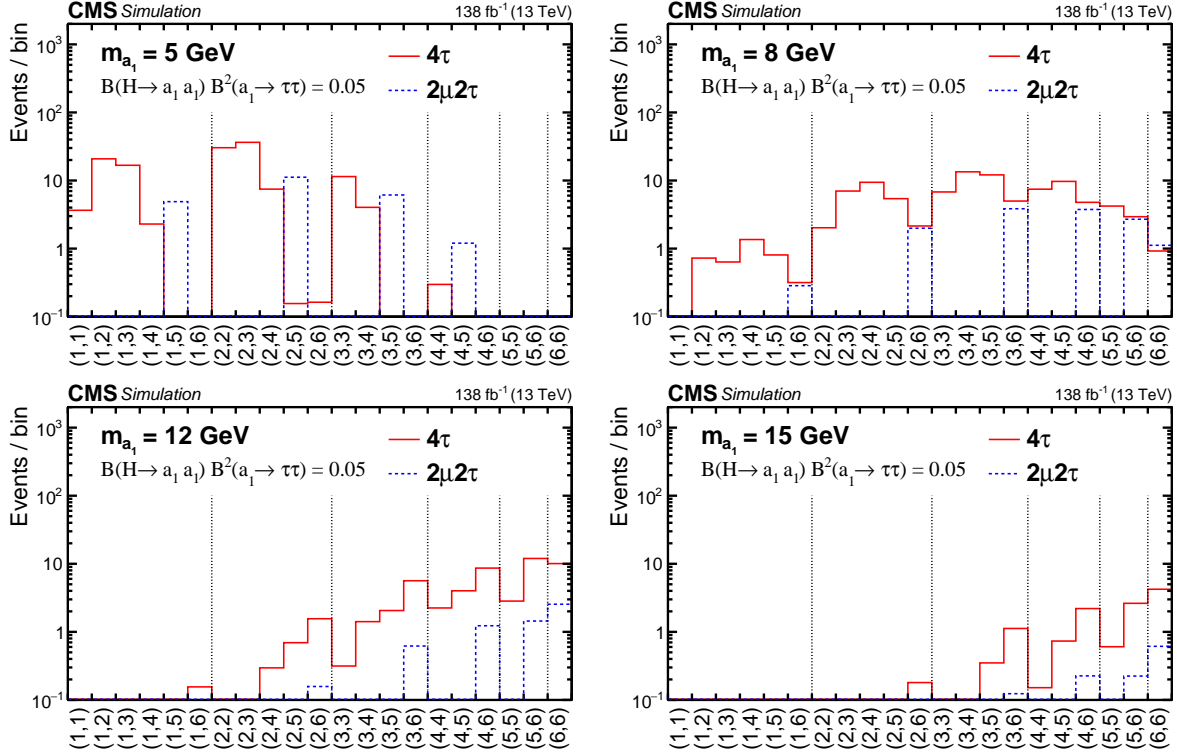 CMS Simulation 138 fb⁻¹ (13 TeV)
Events / bin
10³
10²
10
1
10⁻¹
m_{a₁} = 5 GeV
B(H→ a₁ a₁) B²(a₁→ ττ) = 0.05
4τ
2μ2τ
(1,1) (1,2) (1,3) (1,4) (1,5) (1,6) (2,2) (2,3) (2,4) (2,5) (2,6) (3,3) (3,4) (3,5) (3,6) (4,4) (4,5) (4,6) (5,5) (5,6) (6,6)
CMS Simulation 138 fb⁻¹ (13 TeV)
Events / bin
10³
10²
10
1
10⁻¹
m_{a₁} = 8 GeV
B(H→ a₁ a₁) B²(a₁→ ττ) = 0.05
4τ
2μ2τ
(1,1) (1,2) (1,3) (1,4) (1,5) (1,6) (2,2) (2,3) (2,4) (2,5) (2,6) (3,3) (3,4) (3,5) (3,6) (4,4) (4,5) (4,6) (5,5) (5,6) (6,6)
CMS Simulation 138 fb⁻¹ (13 TeV)
Events / bin
10³
10²
10
1
10⁻¹
m_{a₁} = 12 GeV
B(H→ a₁ a₁) B²(a₁→ ττ) = 0.05
4τ
2μ2τ
(1,1) (1,2) (1,3) (1,4) (1,5) (1,6) (2,2) (2,3) (2,4) (2,5) (2,6) (3,3) (3,4) (3,5) (3,6) (4,4) (4,5) (4,6) (5,5) (5,6) (6,6)
CMS Simulation 138 fb⁻¹ (13 TeV)
Events / bin
10³
10²
10
1
10⁻¹
m_{a₁} = 15 GeV
B(H→ a₁ a₁) B²(a₁→ ττ) = 0.05
4τ
2μ2τ
(1,1) (1,2) (1,3) (1,4) (1,5) (1,6) (2,2) (2,3) (2,4) (2,5) (2,6) (3,3) (3,4) (3,5) (3,6) (4,4) (4,5) (4,6) (5,5) (5,6) (6,6)